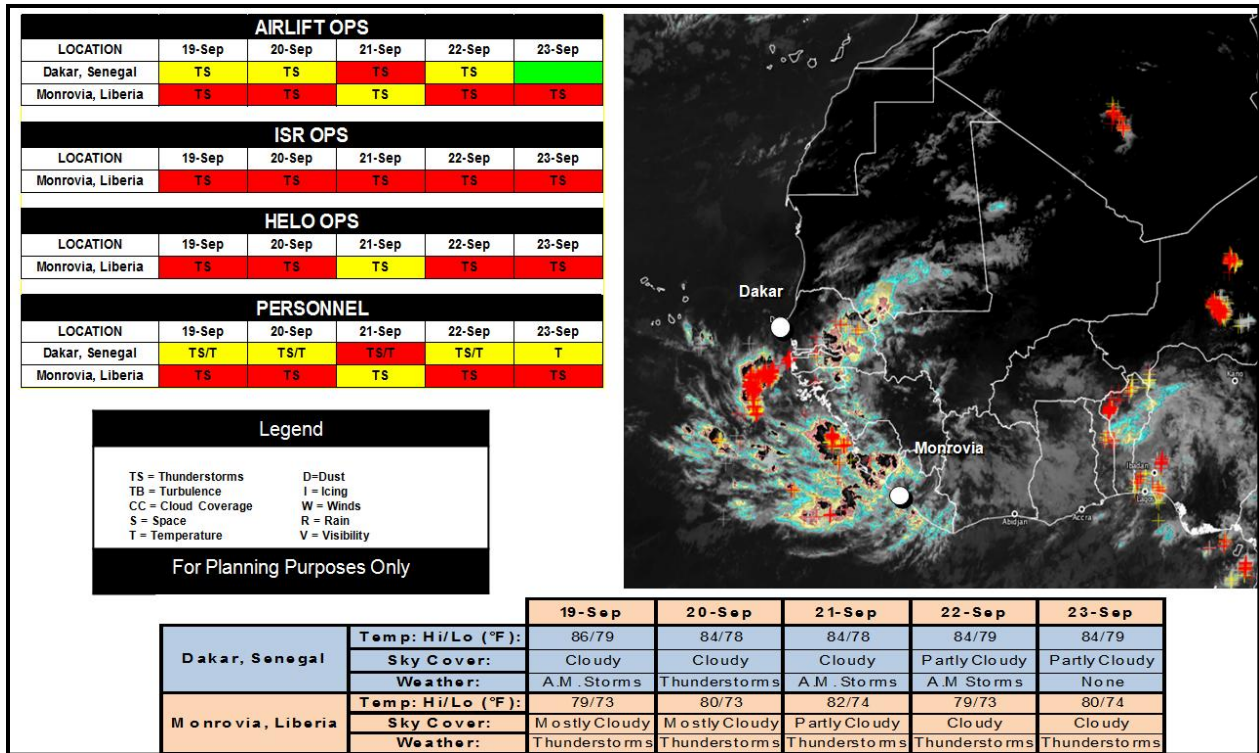 AIRLIFT OPS
LOCATION 19-Sep 20-Sep 21-Sep 22-Sep 23-Sep
Dakar, Senegal TS TS TS TS
Monrovia, Liberia TS TS TS TS TS
ISR OPS
LOCATION 19-Sep 20-Sep 21-Sep 22-Sep 23-Sep
Monrovia, Liberia TS TS TS TS TS
HELO OPS
LOCATION 19-Sep 20-Sep 21-Sep 22-Sep 23-Sep
Monrovia, Liberia TS TS TS TS TS
PERSONNEL
LOCATION 19-Sep 20-Sep 21-Sep 22-Sep 23-Sep
Dakar, Senegal TS/T TS/T TS/T TS/T T
Monrovia, Liberia TS TS TS TS TS
Legend
TS = Thunderstorms D=Dust
TB = Turbulence I = Icing
CC = Cloud Coverage W = Winds
S = Space R = Rain
T = Temperature V = Visibility
For Planning Purposes Only
Dakar
Kano
Monrovia
Ibadan
Abidjan
Accra
19-Sep 20-Sep 21-Sep 22-Sep 23-Sep
Dakar, Senegal
Temp: Hi/Lo (°F): 86/79 84/78 84/78 84/79 84/79
Sky Cover: Cloudy Cloudy Cloudy Partly Cloudy Partly Cloudy
Weather: A.M. Storms Thunderstorms A.M. Storms A.M Storms None
Monrovia, Liberia
Temp: Hi/Lo (°F): 79/73 80/73 82/74 79/73 80/74
Sky Cover: Mostly Cloudy Mostly Cloudy Partly Cloudy Cloudy Cloudy
Weather: Thunderstorms Thunderstorms Thunderstorms Thunderstorms Thunderstorms